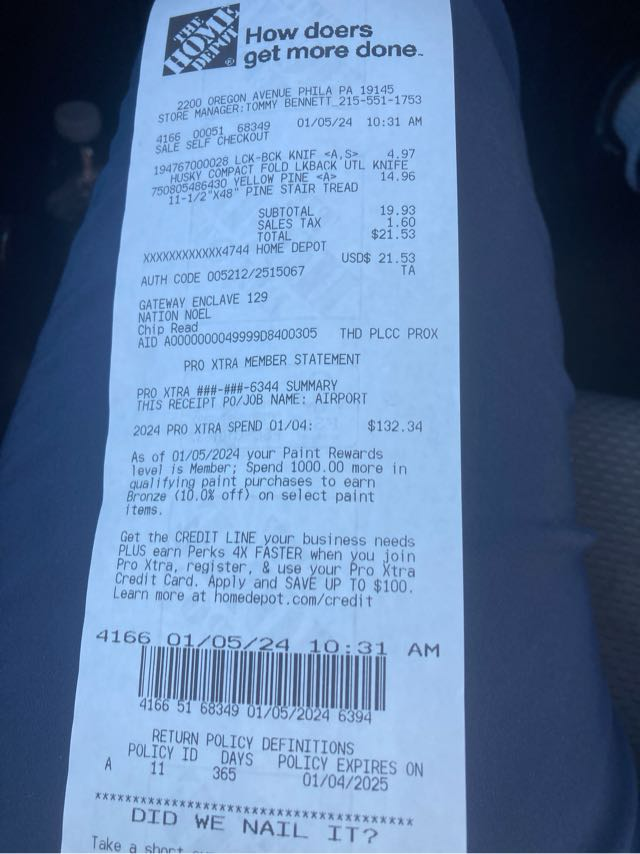 THE
HOME
DEPOT
®
How doers
get more done™
2200 OREGON AVENUE PHILA PA 19145
STORE MANAGER:TOMMY BENNETT 215-551-1753
4166 00051 68349 01/05/24 10:31 AM
SALE SELF CHECKOUT
194767000028 LCK-BCK KNIF <A,S> 4.97
HUSKY COMPACT FOLD LKBACK UTL KNIFE
750805486430 YELLOW PINE <A> 14.96
11-1/2"X48" PINE STAIR TREAD
SUBTOTAL 19.93
SALES TAX 1.60
TOTAL $21.53
XXXXXXXXXXXX4744 HOME DEPOT
USD$ 21.53
AUTH CODE 005212/2515067 TA
GATEWAY ENCLAVE 129
NATION NOEL
Chip Read
AID A0000000049999D8400305 THD PLCC PROX
PRO XTRA MEMBER STATEMENT
PRO XTRA ###-###-6344 SUMMARY
THIS RECEIPT PO/JOB NAME: AIRPORT
2024 PRO XTRA SPEND 01/04: $132.34
As of 01/05/2024 your Paint Rewards
level is Member; Spend 1000.00 more in
qualifying paint purchases to earn
Bronze (10.0% off) on select paint
items.
Get the CREDIT LINE your business needs
PLUS earn Perks 4X FASTER when you join
Pro Xtra, register, & use your Pro Xtra
Credit Card. Apply and SAVE UP TO $100.
Learn more at homedepot.com/credit
4166 01/05/24 10:31 AM
4166 51 68349 01/05/2024 6394
RETURN POLICY DEFINITIONS
POLICY ID DAYS POLICY EXPIRES ON
A 11 365 01/04/2025
****************************************
DID WE NAIL IT?
Take a short